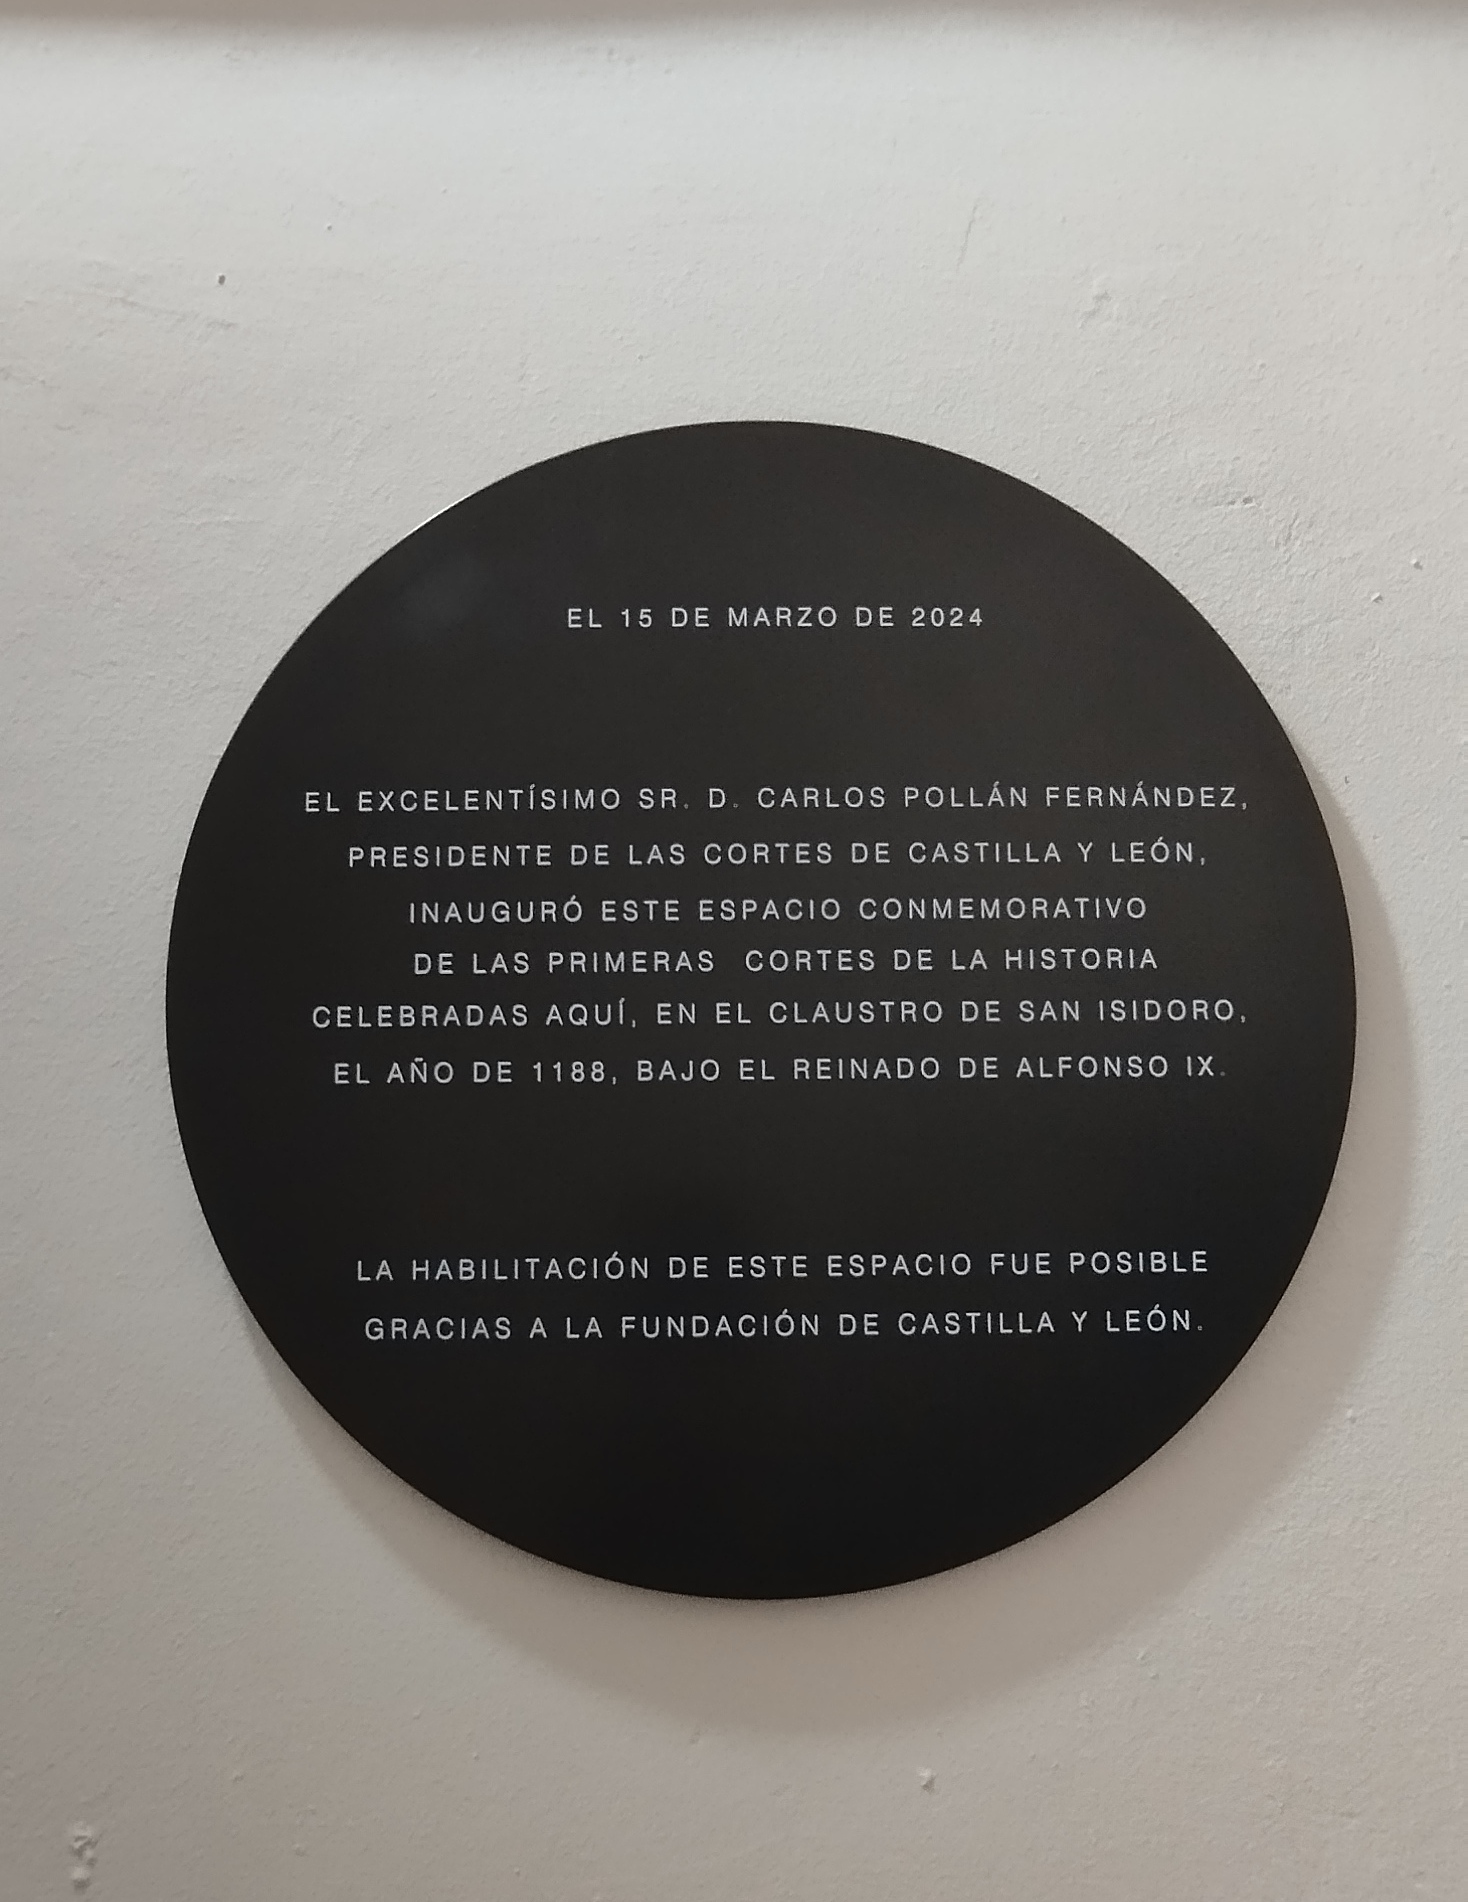 EL 15 DE MARZO DE 2024
EL EXCELENTÍSIMO SR. D. CARLOS POLLÁN FERNÁNDEZ,
PRESIDENTE DE LAS CORTES DE CASTILLA Y LEÓN,
INAUGURÓ ESTE ESPACIO CONMEMORATIVO
DE LAS PRIMERAS CORTES DE LA HISTORIA
CELEBRADAS AQUÍ, EN EL CLAUSTRO DE SAN ISIDORO,
EL AÑO DE 1188, BAJO EL REINADO DE ALFONSO IX.
LA HABILITACIÓN DE ESTE ESPACIO FUE POSIBLE
GRACIAS A LA FUNDACIÓN DE CASTILLA Y LEÓN.